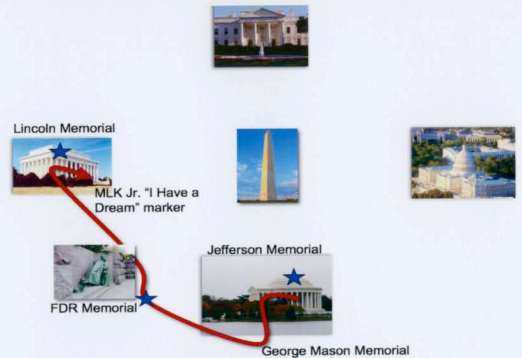 Lincoln Memorial
MLK Jr. "I Have a
Dream" marker
Jefferson Memorial
FDR Memorial
George Mason Memorial